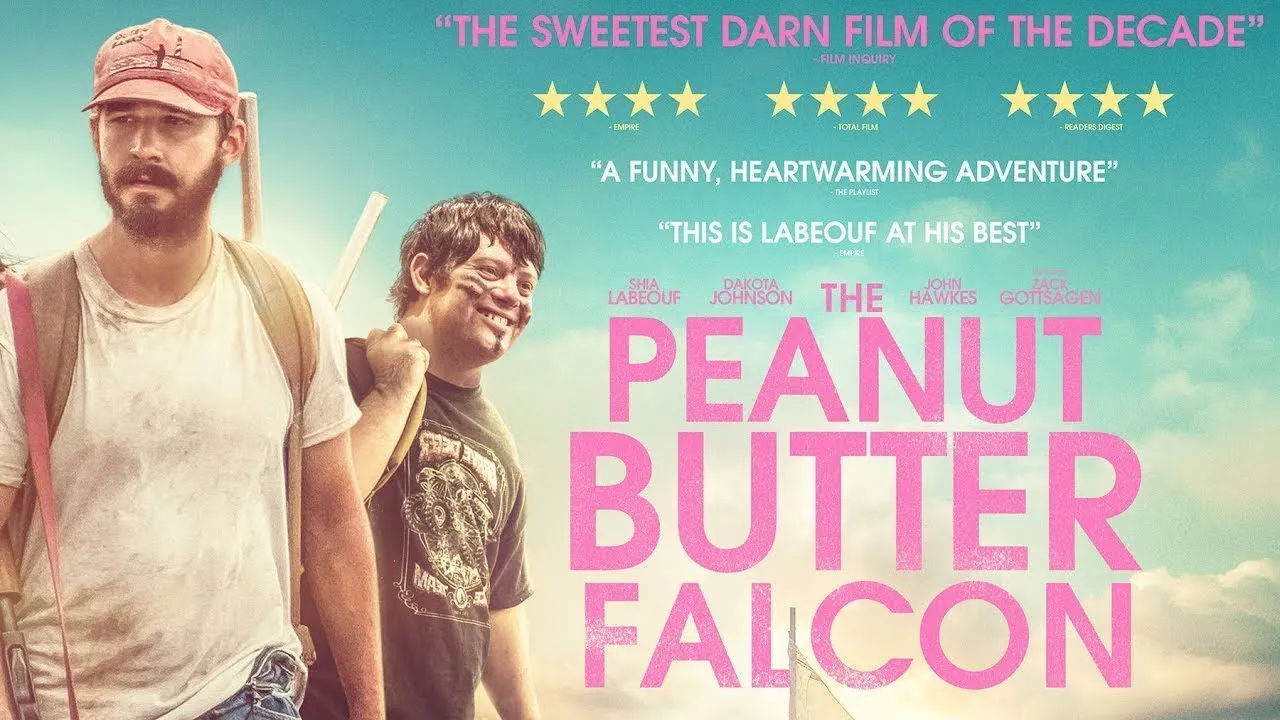 “THE SWEETEST DARN FILM OF THE DECADE”
- FILM INQUIRY
- EMPIRE
- TOTAL FILM
- READERS DIGEST
“A FUNNY, HEARTWARMING ADVENTURE”
- THE PLAYLIST
“THIS IS LABEOUF AT HIS BEST”
- EMPIRE
SHIA LABEOUF
DAKOTA JOHNSON
JOHN HAWKES
ZACK GOTTSAGEN
THE
PEANUT
BUTTER
FALCON